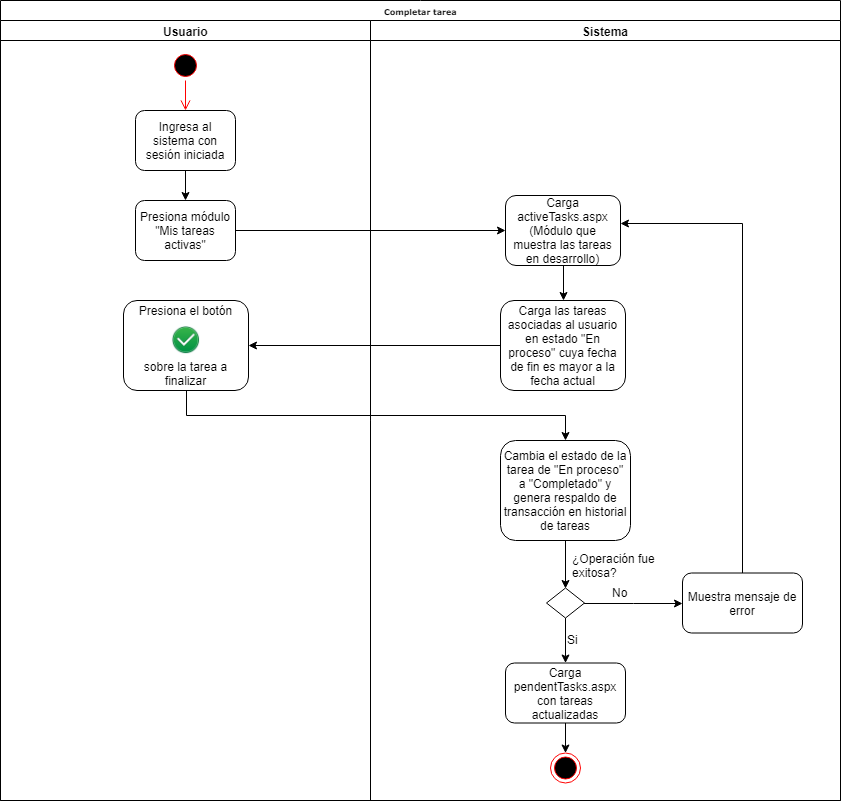 Completar tarea
Usuario
Sistema
Ingresa al
sistema con
sesión iniciada
Presiona módulo
"Mis tareas
activas"
Carga
activeTasks.aspx
(Módulo que
muestra las tareas
en desarrollo)
Presiona el botón
sobre la tarea a
finalizar
Carga las tareas
asociadas al usuario
en estado "En
proceso" cuya fecha
de fin es mayor a la
fecha actual
Cambia el estado de la
tarea de "En proceso"
a "Completado" y
genera respaldo de
transacción en historial
de tareas
¿Operación fue
exitosa?
No
Muestra mensaje de
error
Si
Carga
pendentTasks.aspx
con tareas
actualizadas